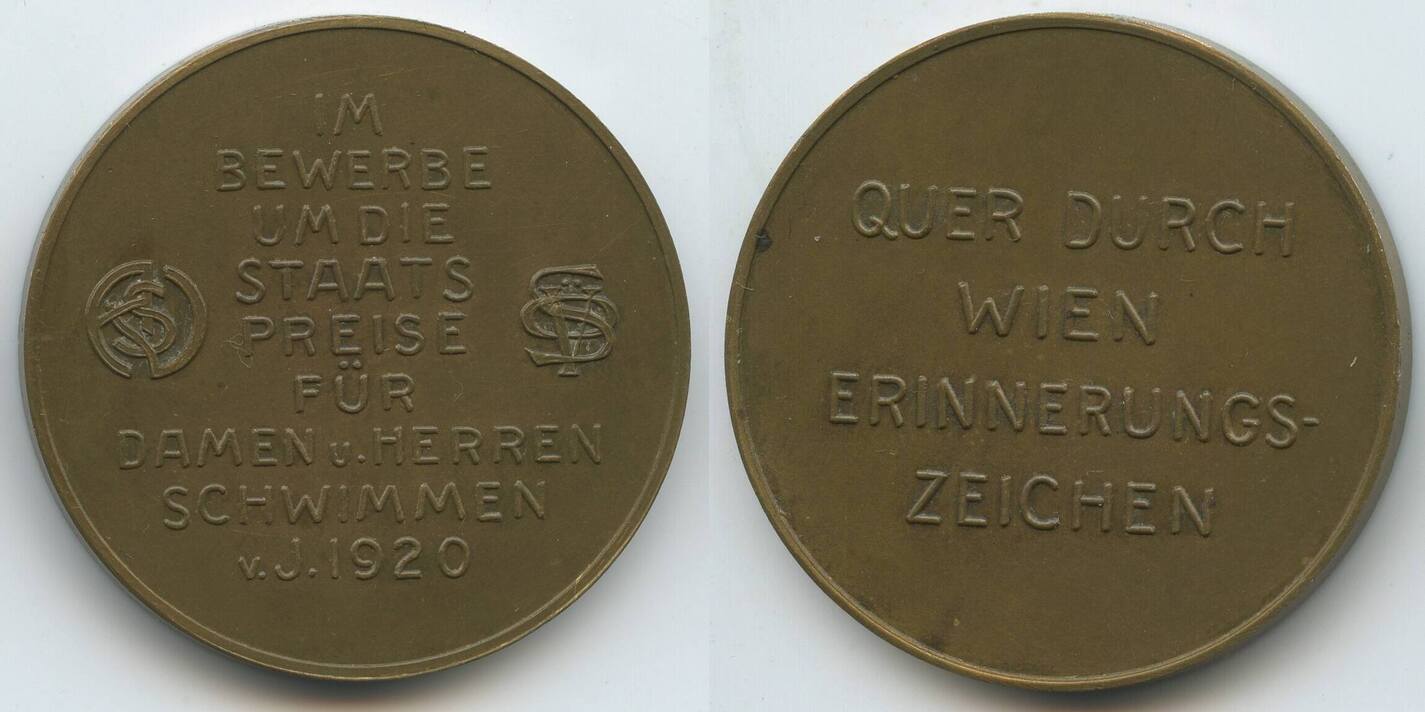 IM
BEWERBE
UM DIE
STAATS
PREISE
FÜR
DAMEN u. HERREN
SCHWIMMEN
v. J. 1920
QUER DURCH
WIEN
ERINNERUNGS-
ZEICHEN